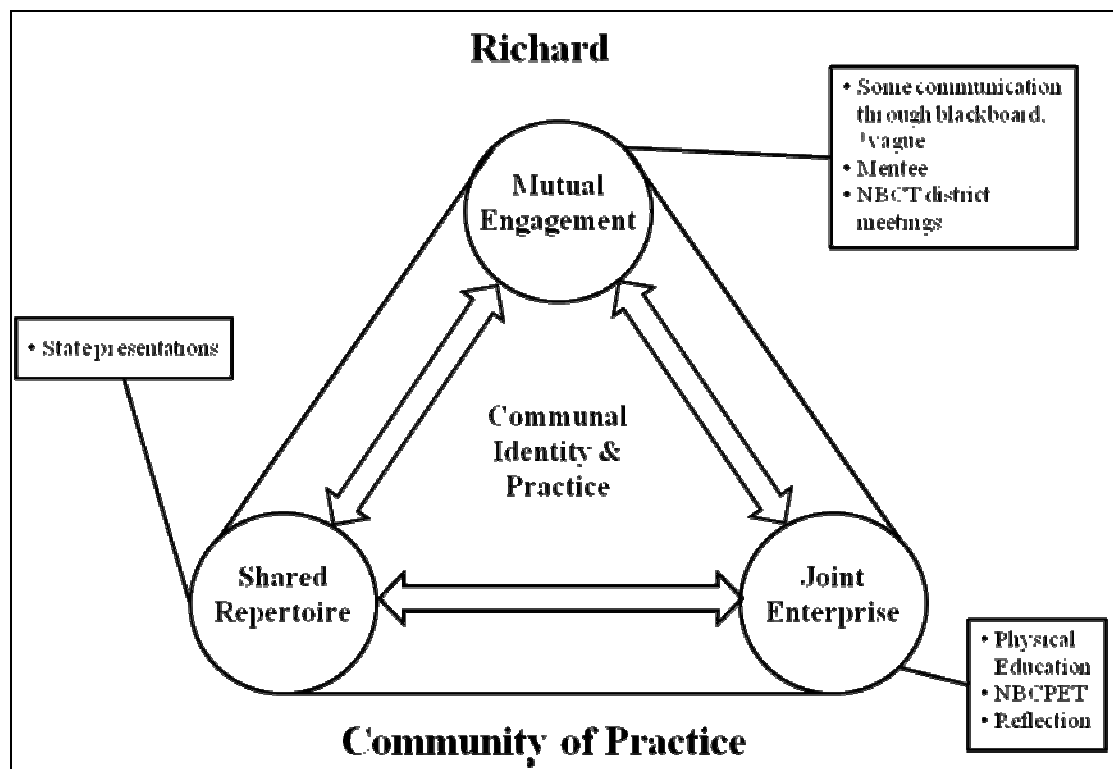 Richard
• Some communication
through blackboard,
*vague
• Mentee
• NBCT district
meetings
Mutual
Engagement
• State presentations
Communal
Identity &
Practice
Shared
Repertoire
Joint
Enterprise
• Physical
Education
• NBCPET
• Reflection
Community of Practice